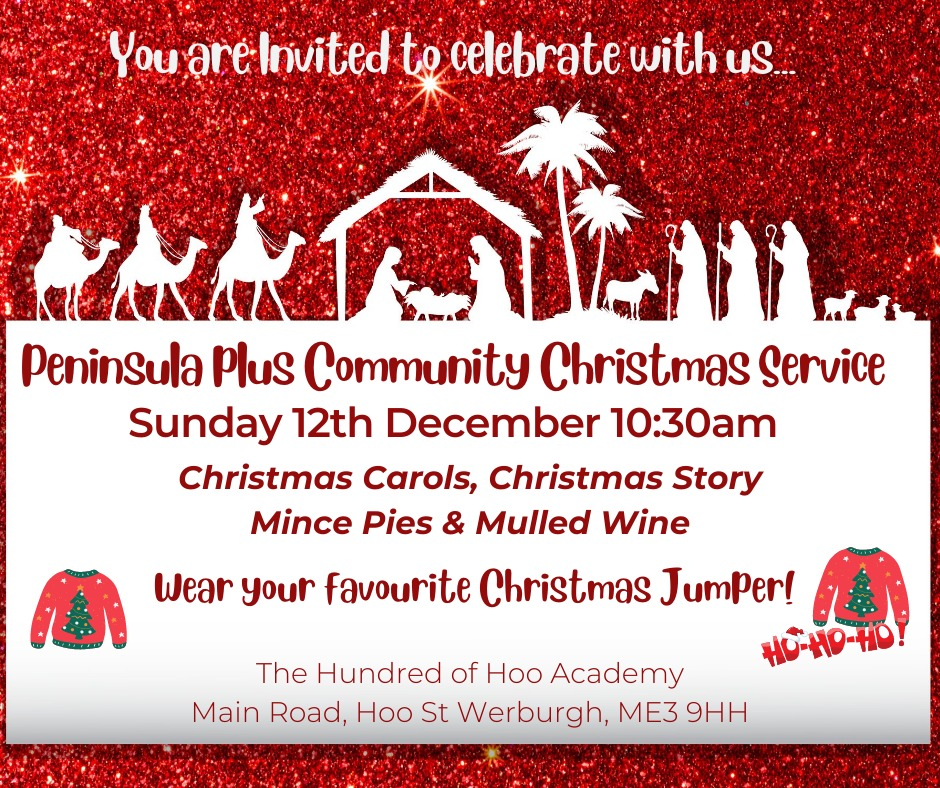 You are Invited to celebrate with us...
Peninsula Plus Community Christmas Service
Sunday 12th December 10:30am
Christmas Carols, Christmas Story
Mince Pies & Mulled Wine
Wear your favourite Christmas Jumper!
HO-HO-HO!
The Hundred of Hoo Academy
Main Road, Hoo St Werburgh, ME3 9HH